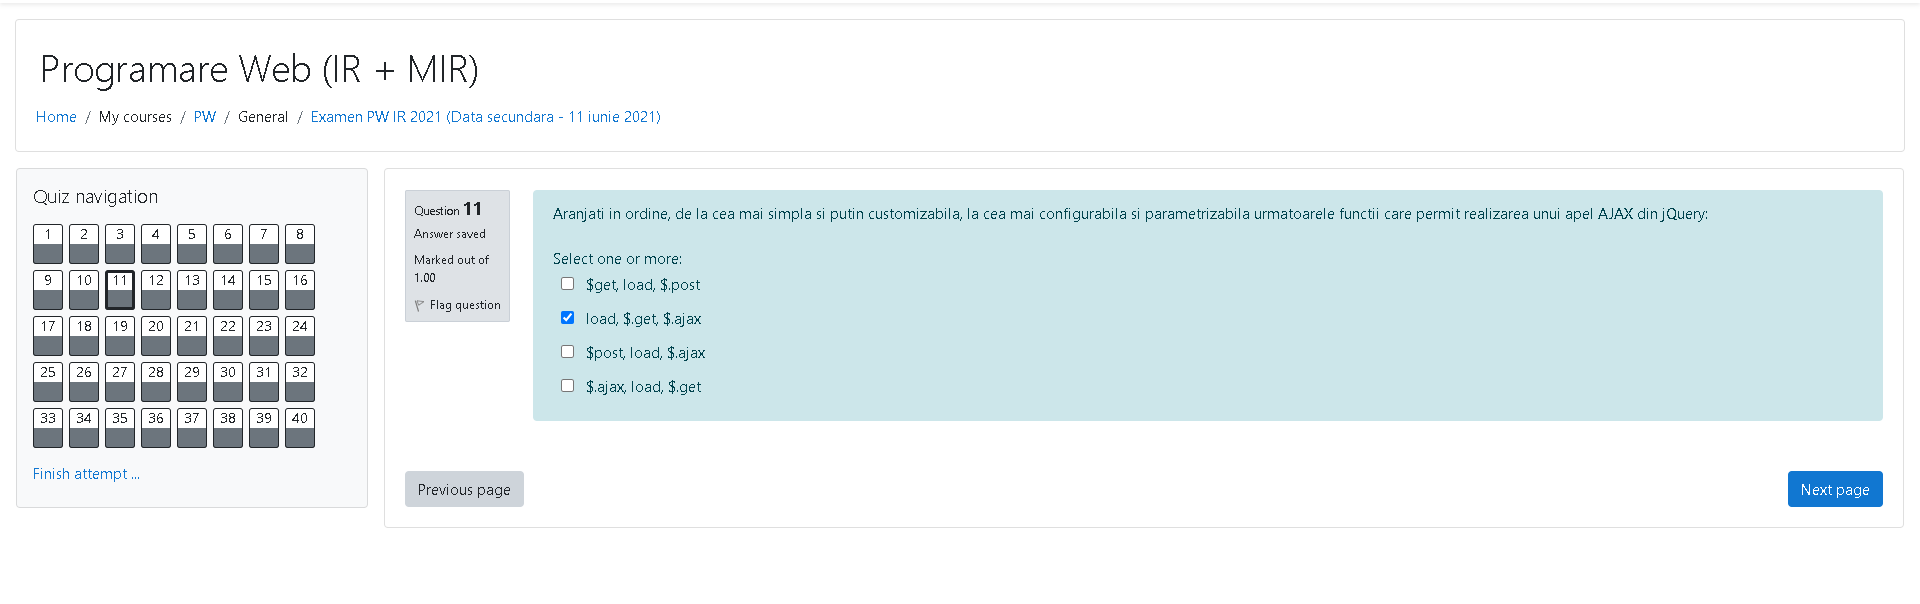 Programare Web (IR + MIR)
Home / My courses / PW / General / Examen PW IR 2021 (Data secundara - 11 iunie 2021)
Quiz navigation
1 2 3 4 5 6 7 8
9 10 11 12 13 14 15 16
17 18 19 20 21 22 23 24
25 26 27 28 29 30 31 32
33 34 35 36 37 38 39 40
Finish attempt ...
Question 11
Answer saved
Marked out of
1.00
Flag question
Aranjati in ordine, de la cea mai simpla si putin customizabila, la cea mai configurabila si parametrizabila urmatoarele functii care permit realizarea unui apel AJAX din jQuery:
Select one or more:
$get, load, $.post
load, $.get, $.ajax
$post, load, $.ajax
$.ajax, load, $.get
Previous page
Next page